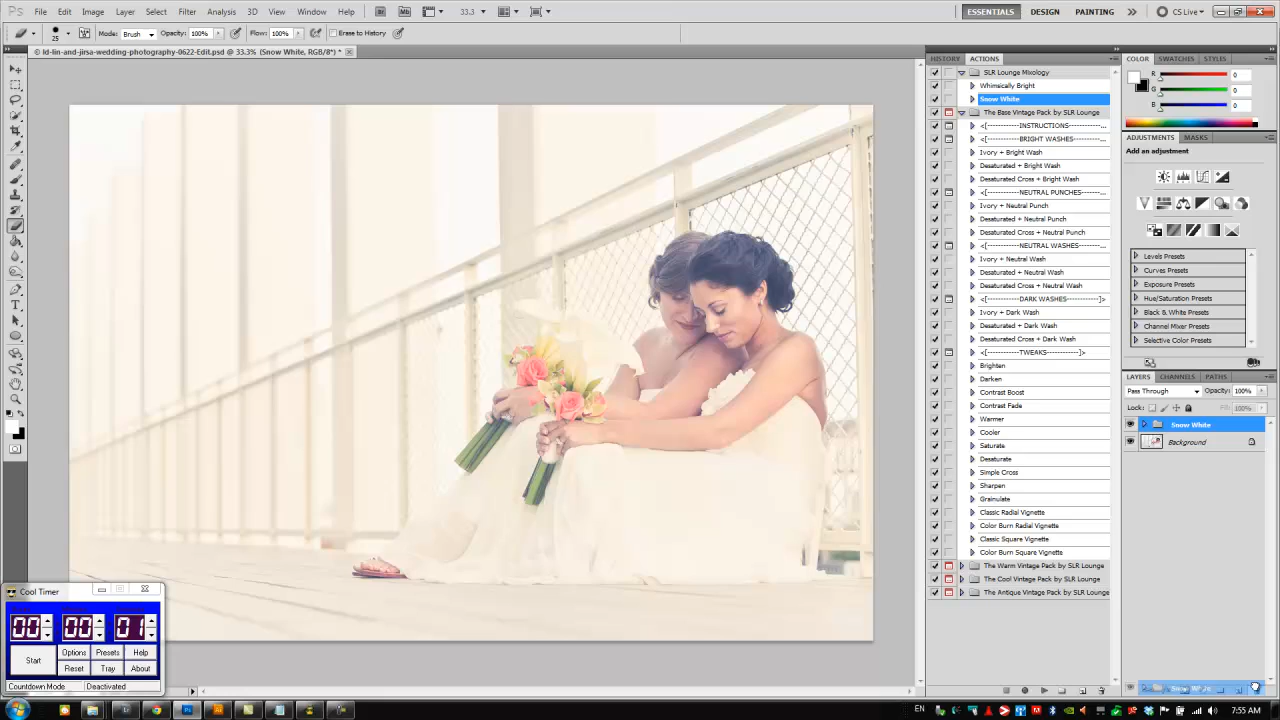 Ps File Edit Image Layer Select Filter Analysis 3D View Window Help Br Mb 33.3 ESSENTIALS DESIGN PAINTING CS Live
25 Mode: Brush Opacity: 100% Flow: 100% Erase to History
ld-lin-and-jirsa-wedding-photography-0622-Edit.psd @ 33.3% (Snow White, RGB/8*) *
HISTORY ACTIONS
SLR Lounge Mixology
Whimsically Bright
Snow White
The Base Vintage Pack by SLR Lounge
<[------------INSTRUCTIONS------------...
<[------------BRIGHT WASHES------------...
Ivory + Bright Wash
Desaturated + Bright Wash
Desaturated Cross + Bright Wash
<[------------NEUTRAL PUNCHES------------...
Ivory + Neutral Punch
Desaturated + Neutral Punch
Desaturated Cross + Neutral Punch
<[------------NEUTRAL WASHES------------...
Ivory + Neutral Wash
Desaturated + Neutral Wash
Desaturated Cross + Neutral Wash
<[------------DARK WASHES------------]>
Ivory + Dark Wash
Desaturated + Dark Wash
Desaturated Cross + Dark Wash
<[------------TWEAKS------------]>
Brighten
Darken
Contrast Boost
Contrast Fade
Warmer
Cooler
Saturate
Desaturate
Simple Cross
Sharpen
Grainulate
Classic Radial Vignette
Color Burn Radial Vignette
Classic Square Vignette
Color Burn Square Vignette
The Warm Vintage Pack by SLR Lounge
The Cool Vintage Pack by SLR Lounge
The Antique Vintage Pack by SLR Lounge
COLOR SWATCHES STYLES
R 0
G 0
B 0
ADJUSTMENTS MASKS
Add an adjustment
Levels Presets
Curves Presets
Exposure Presets
Hue/Saturation Presets
Black & White Presets
Channel Mixer Presets
Selective Color Presets
LAYERS CHANNELS PATHS
Pass Through Opacity: 100%
Lock: Fill: 100%
Snow White
Background
Snow White
Cool Timer
00 00 01
Start Options Presets Help
Reset Tray About
Countdown Mode Deactivated
EN 7:55 AM